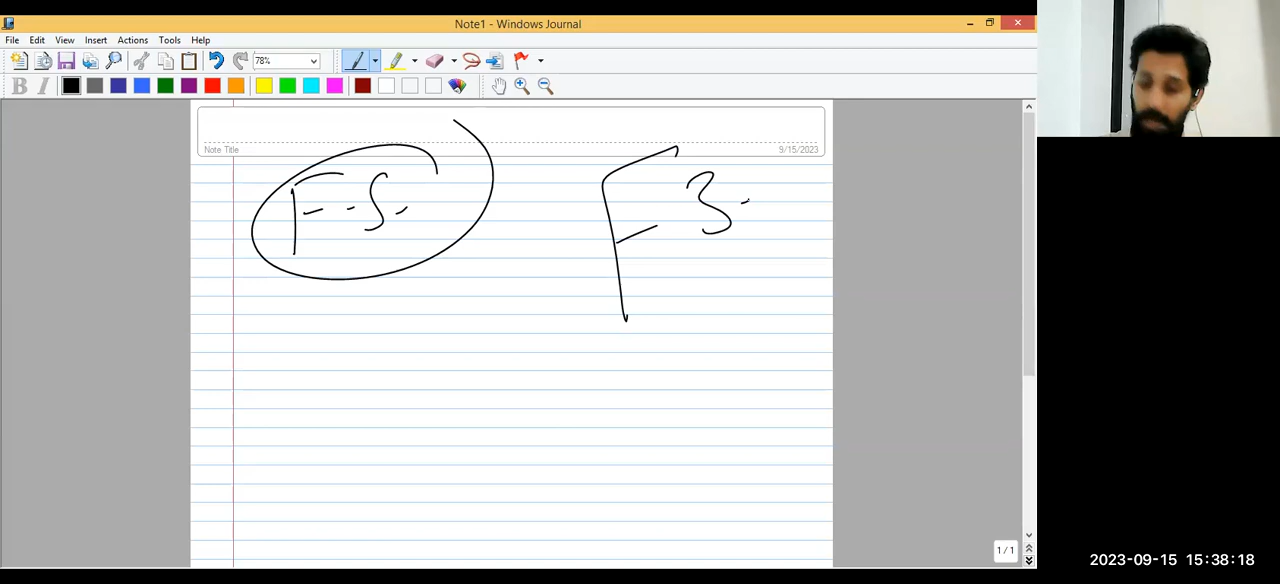 Note1 - Windows Journal
File Edit View Insert Actions Tools Help
78%
B I
Note Title 9/15/2023
F - S - F S -
1 / 1
2023-09-15 15:38:18